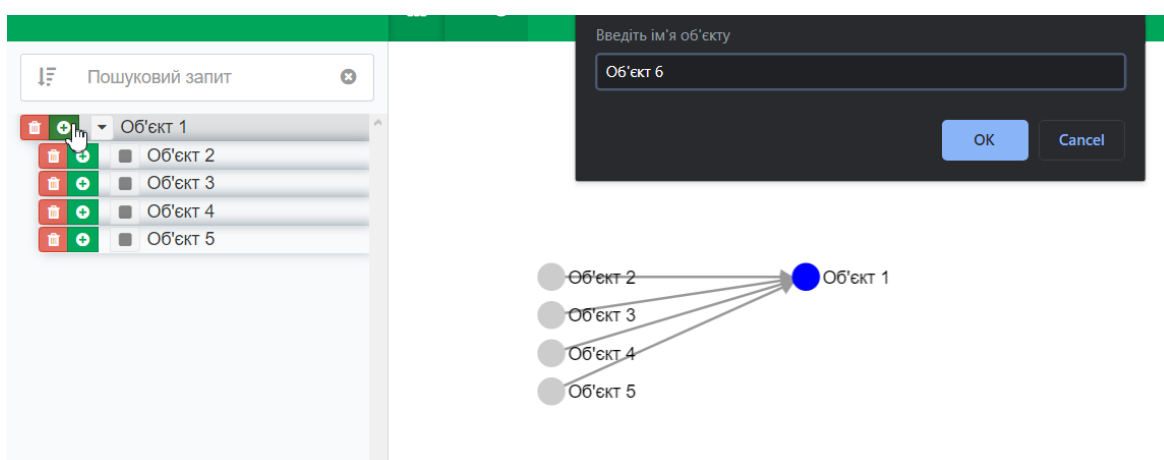 Введіть ім'я об'єкту
Об'єкт 6
OK
Cancel
Пошуковий запит
Об'єкт 1
Об'єкт 2
Об'єкт 3
Об'єкт 4
Об'єкт 5
Об'єкт 2
Об'єкт 1
Об'єкт 3
Об'єкт 4
Об'єкт 5